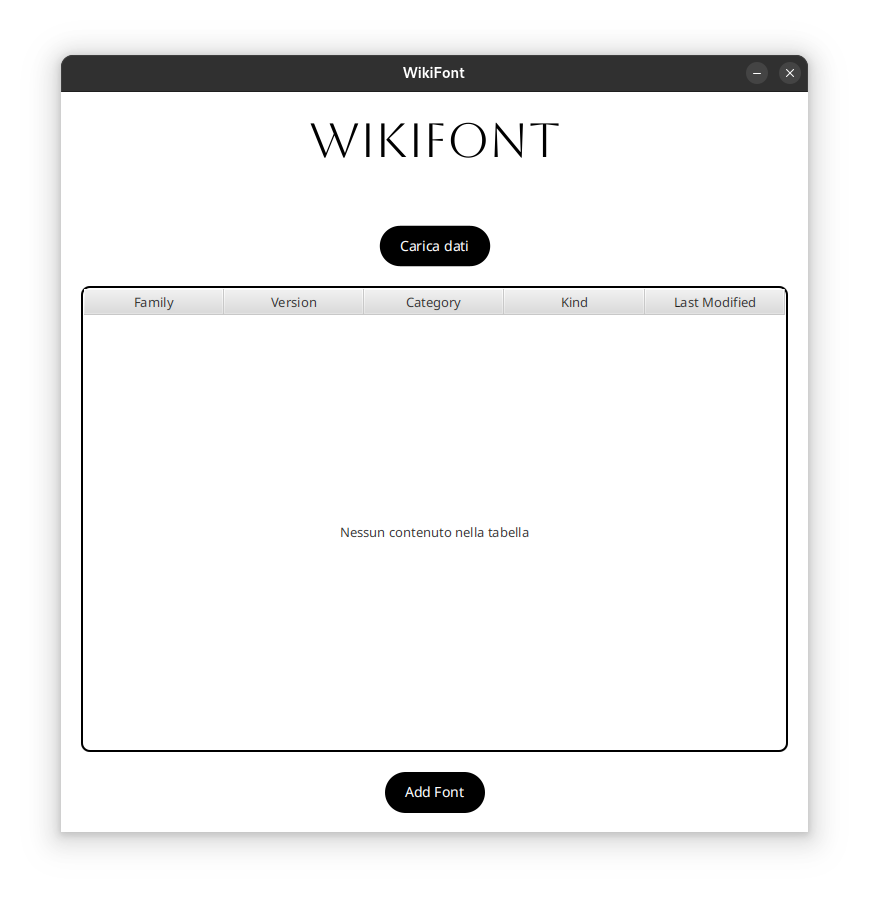 WikiFont
WIKIFONT
Carica dati
Family Version Category Kind Last Modified
Nessun contenuto nella tabella
Add Font